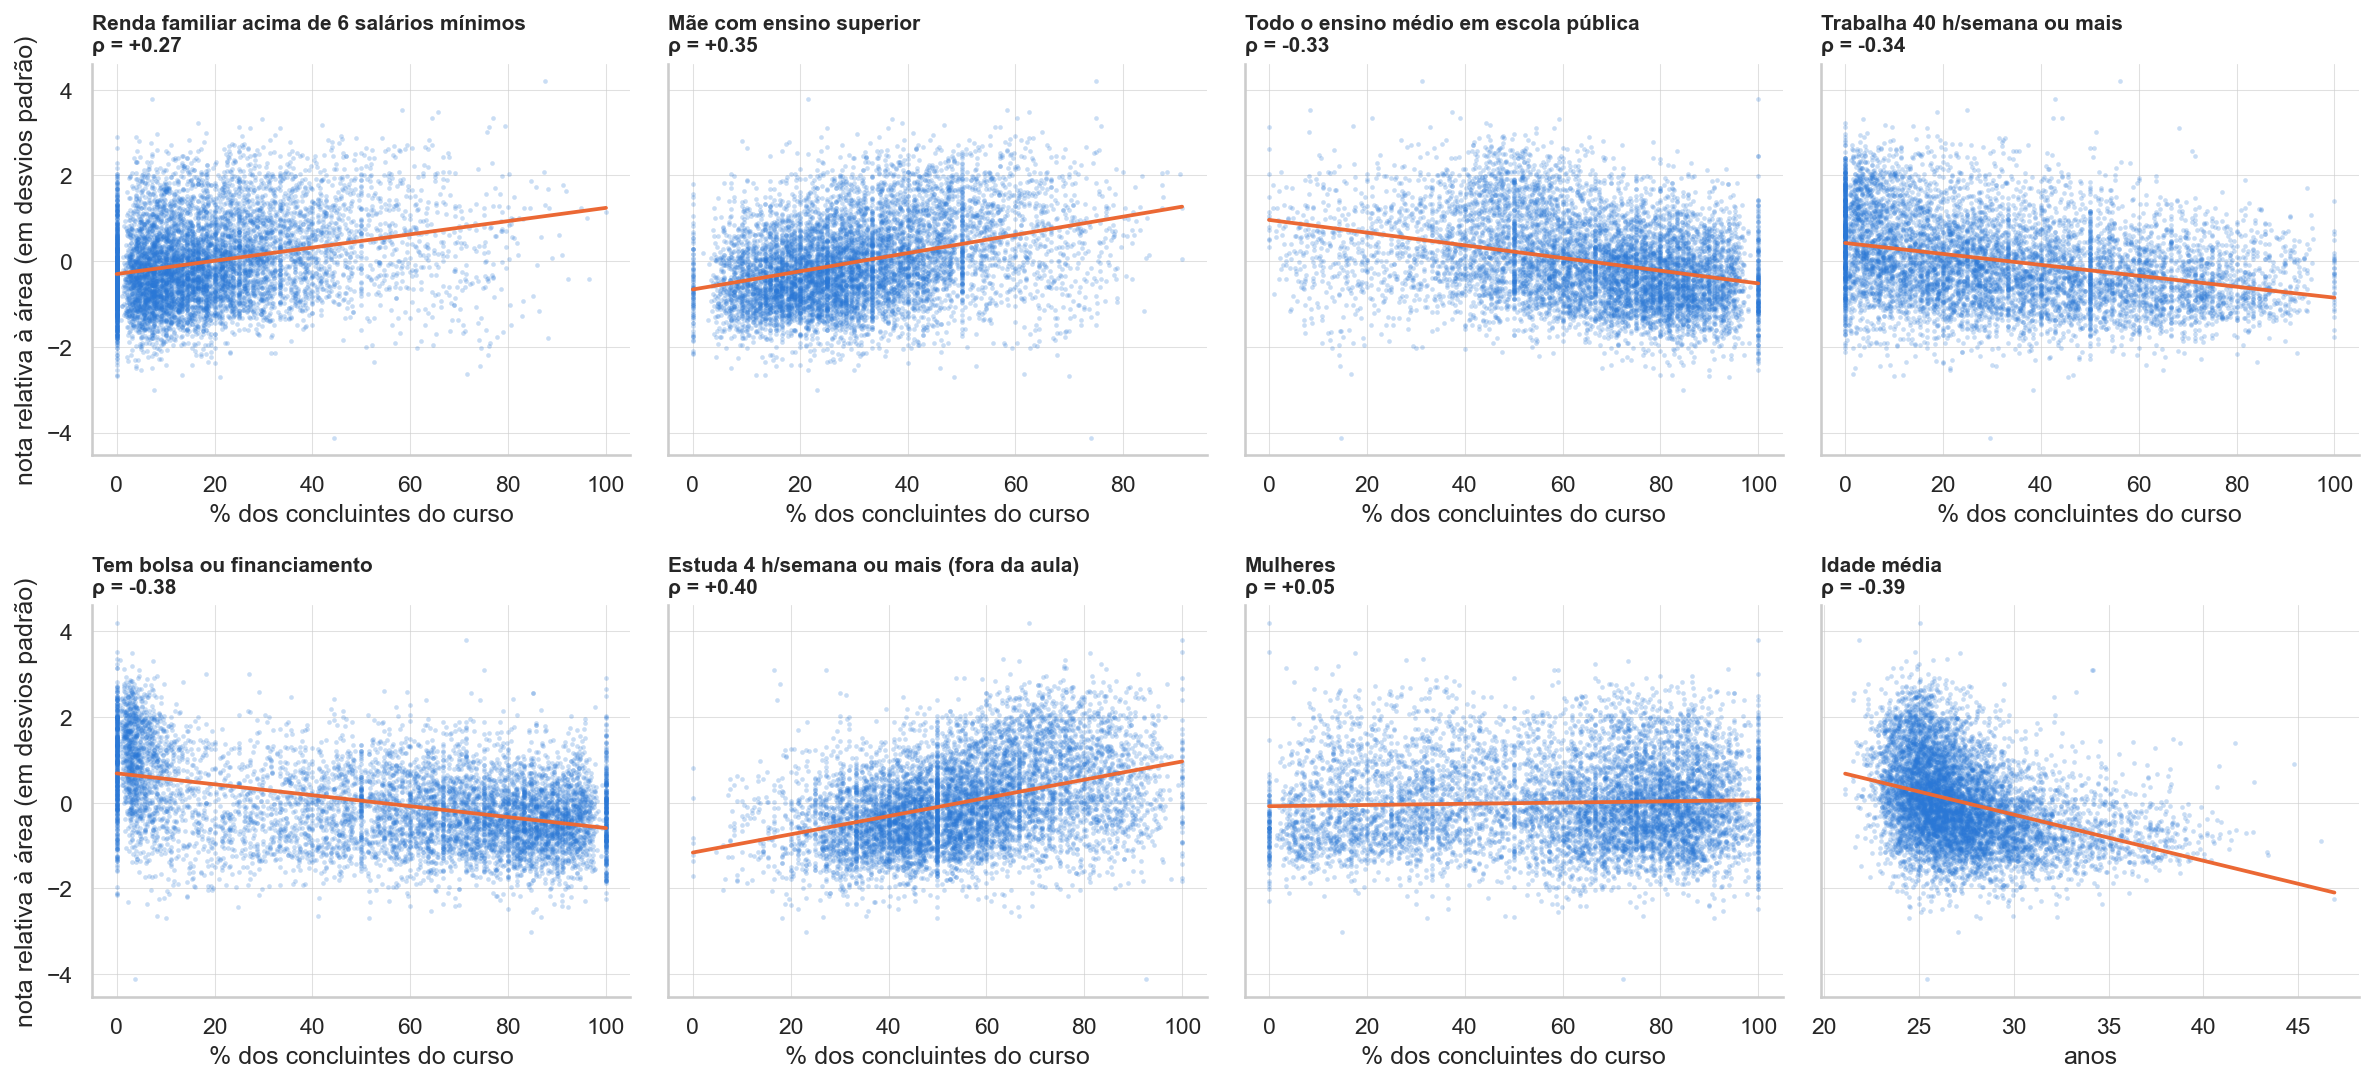 Renda familiar acima de 6 salários mínimos
ρ = +0.27
Mãe com ensino superior
ρ = +0.35
Todo o ensino médio em escola pública
ρ = -0.33
Trabalha 40 h/semana ou mais
ρ = -0.34
nota relativa à área (em desvios padrão)
4
2
0
−2
−4
0 20 40 60 80 100
0 20 40 60 80
0 20 40 60 80 100
0 20 40 60 80 100
% dos concluintes do curso
% dos concluintes do curso
% dos concluintes do curso
% dos concluintes do curso
Tem bolsa ou financiamento
ρ = -0.38
Estuda 4 h/semana ou mais (fora da aula)
ρ = +0.40
Mulheres
ρ = +0.05
Idade média
ρ = -0.39
nota relativa à área (em desvios padrão)
4
2
0
−2
−4
0 20 40 60 80 100
0 20 40 60 80 100
0 20 40 60 80 100
20 25 30 35 40 45
% dos concluintes do curso
% dos concluintes do curso
% dos concluintes do curso
anos